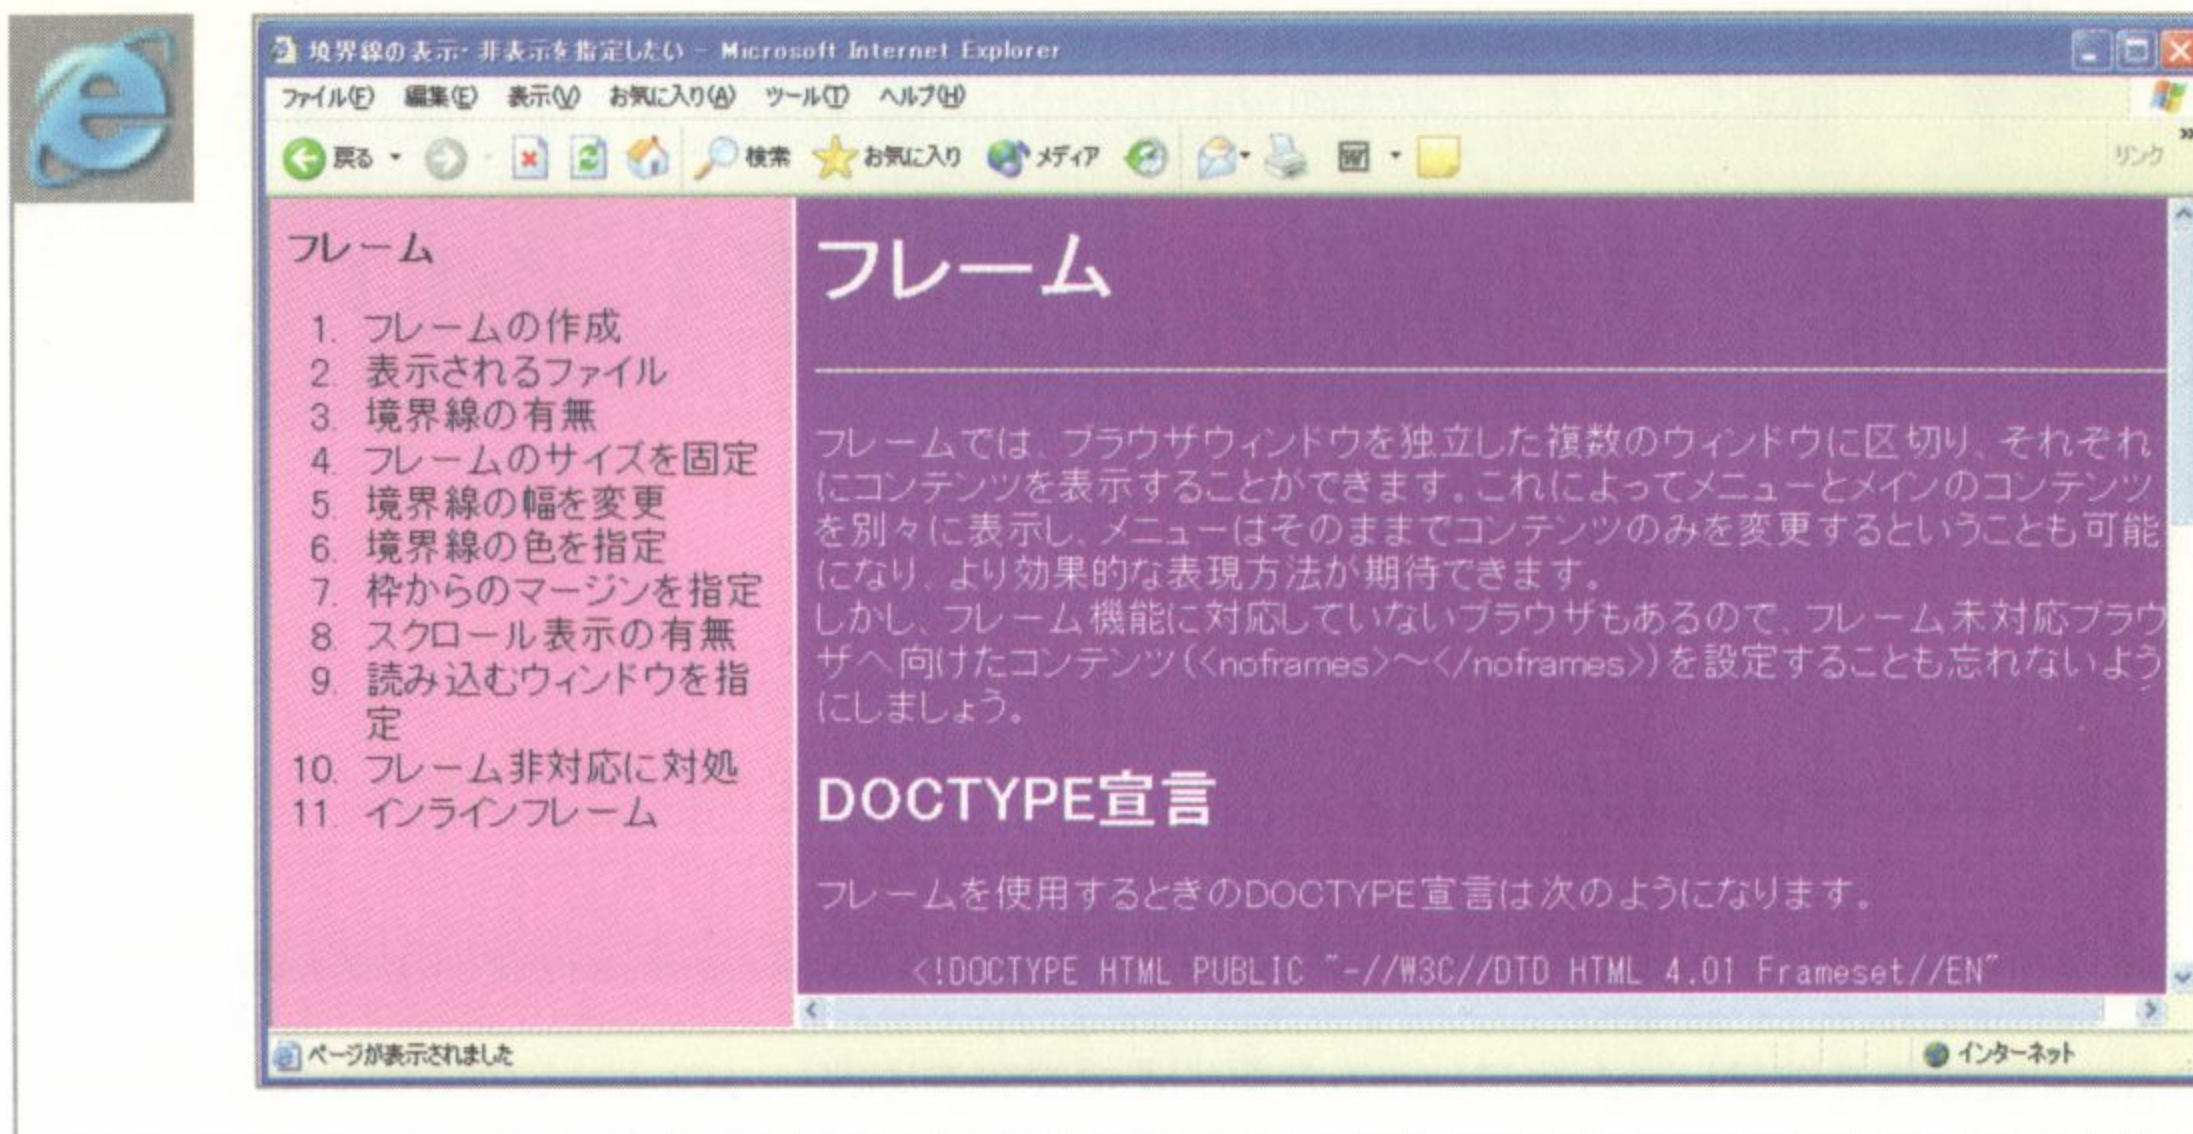 境界線の表示・非表示を指定したい - Microsoft Internet Explorer
ファイル(F) 編集(E) 表示(V) お気に入り(A) ツール(T) ヘルプ(H)
戻る 検索 お気に入り メディア リンク »
フレーム
1. フレームの作成
2. 表示されるファイル
3. 境界線の有無
4. フレームのサイズを固定
5. 境界線の幅を変更
6. 境界線の色を指定
7. 枠からのマージンを指定
8. スクロール表示の有無
9. 読み込むウィンドウを指
定
10. フレーム非対応に対処
11. インラインフレーム
フレーム
フレームでは、ブラウザウィンドウを独立した複数のウィンドウに区切り、それぞれ
にコンテンツを表示することができます。これによってメニューとメインのコンテンツ
を別々に表示し、メニューはそのままでコンテンツのみを変更するということも可能
になり、より効果的な表現方法が期待できます。
しかし、フレーム機能に対応していないブラウザもあるので、フレーム未対応ブラウ
ザへ向けたコンテンツ(<noframes>～</noframes>)を設定することも忘れないよう
にしましょう。
DOCTYPE宣言
フレームを使用するときのDOCTYPE宣言は次のようになります。
<!DOCTYPE HTML PUBLIC "-//W3C//DTD HTML 4.01 Frameset//EN"
ページが表示されました
インターネット